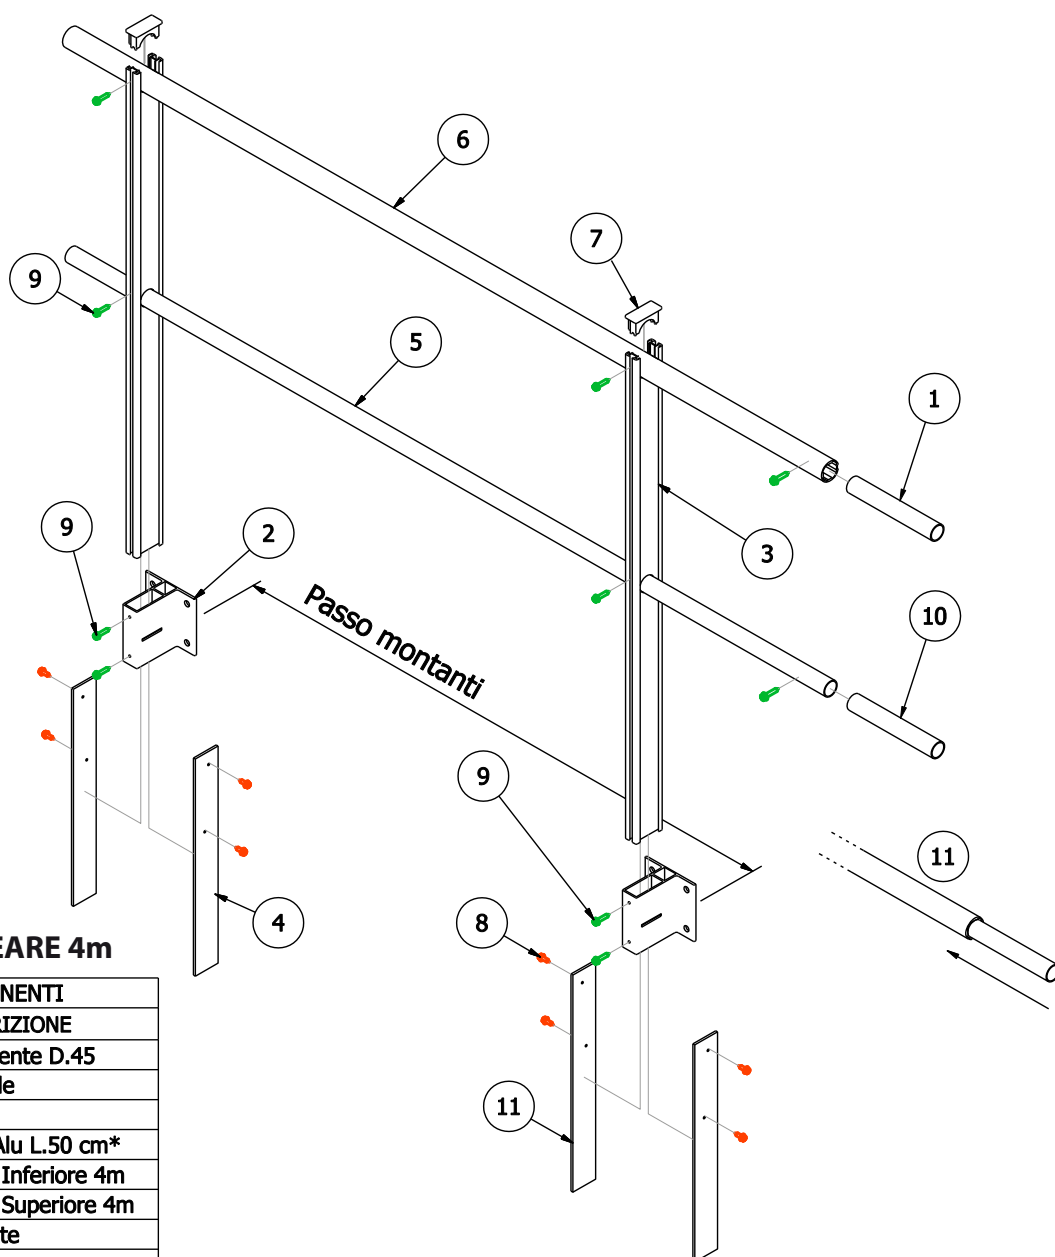 6
7
9
5
1
9
2
3
Passo montanti
10
9
11
4
8
EARE 4m
NENTI
RIZIONE
ente D.45
le
Alu L.50 cm*
Inferiore 4m
Superiore 4m
te
11